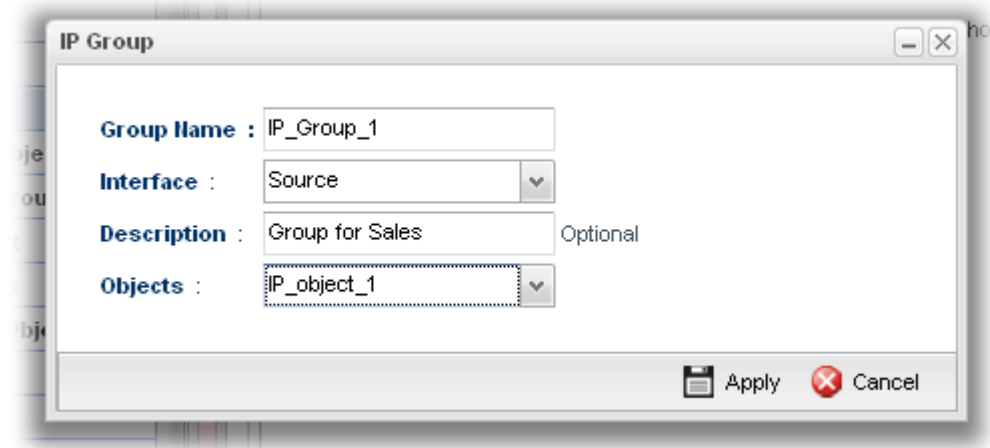 IP Group
Group Name : IP_Group_1
Interface : Source
Description : Group for Sales Optional
Objects : IP_object_1
Apply Cancel